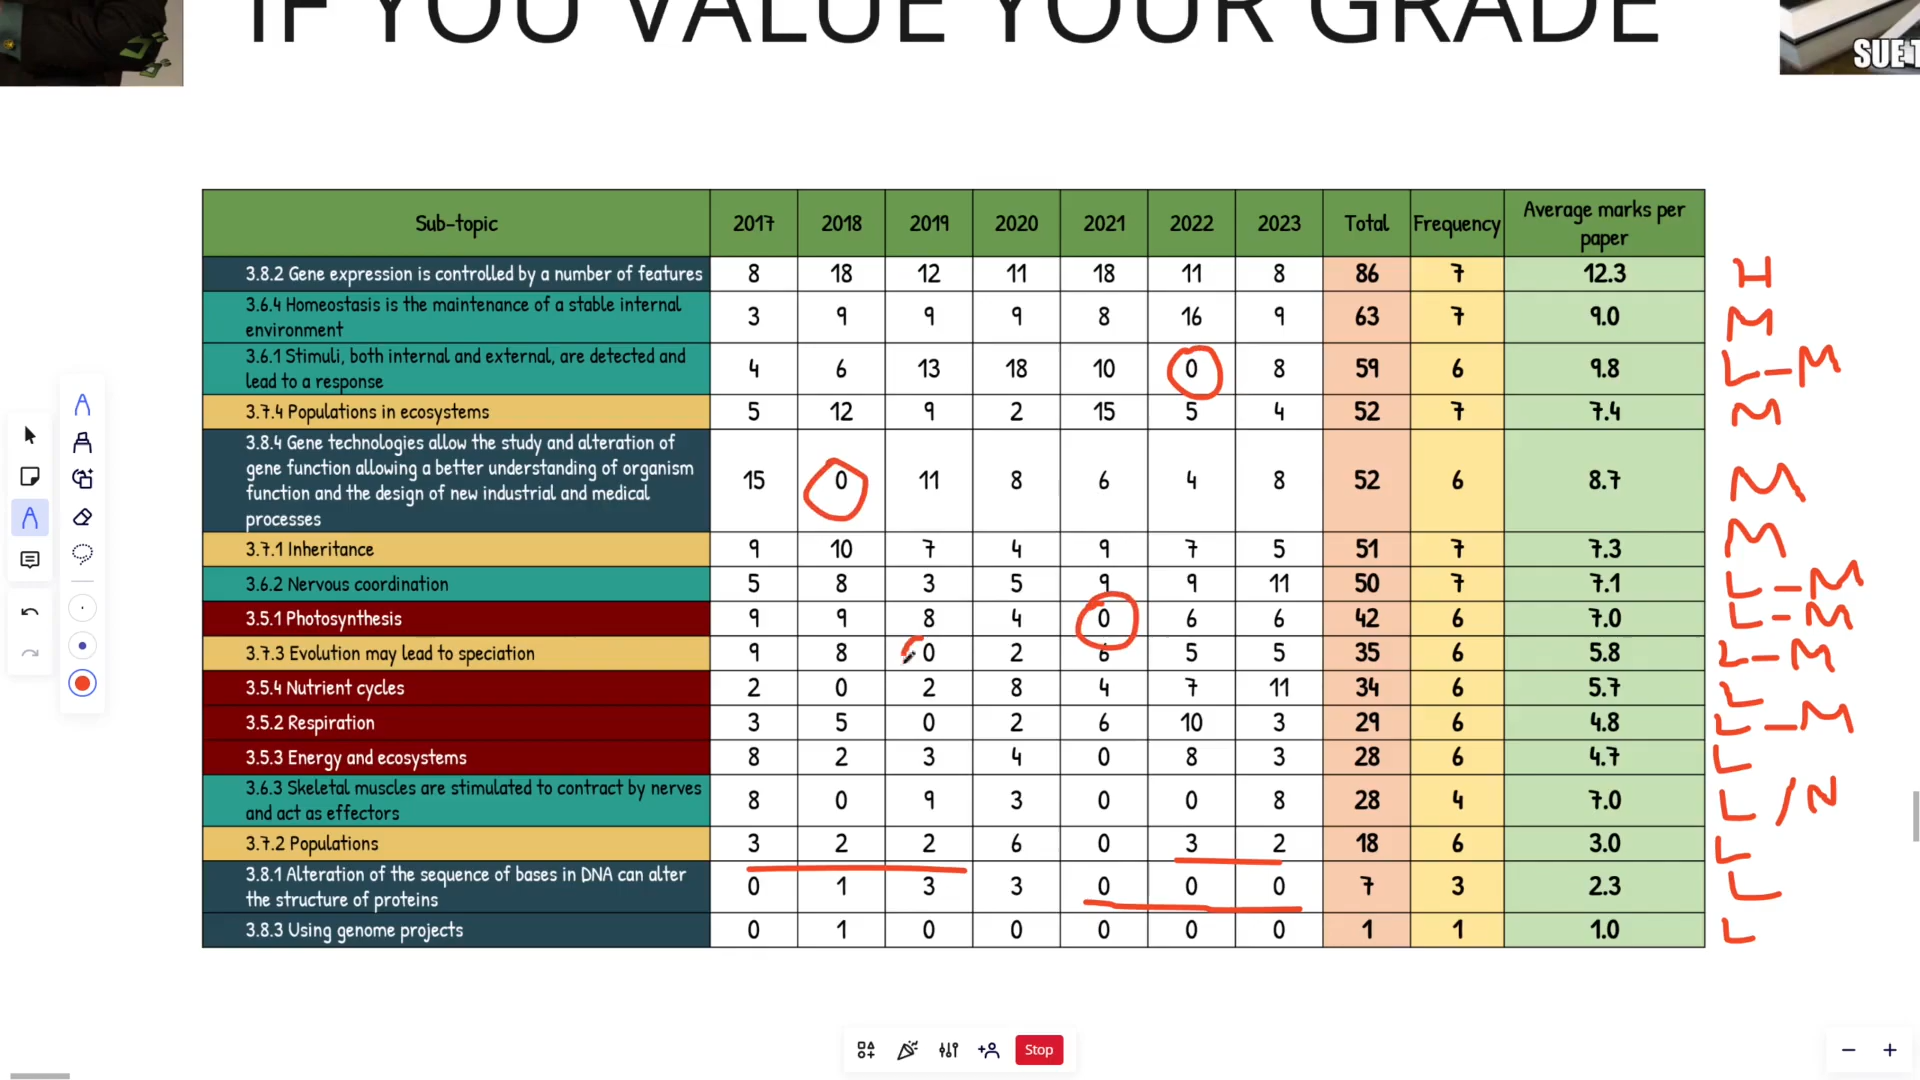 IF YOU VALUE YOUR GRADE
Sub-topic 2017 2018 2019 2020 2021 2022 2023 Total Frequency Average marks per
paper
3.8.2 Gene expression is controlled by a number of features 8 18 12 11 18 11 8 86 7 12.3 H
3.6.4 Homeostasis is the maintenance of a stable internal
environment 3 9 9 9 8 16 9 63 7 9.0 M
3.6.1 Stimuli, both internal and external, are detected and
lead to a response 4 6 13 18 10 0 8 59 6 9.8 L-M
3.7.4 Populations in ecosystems 5 12 9 2 15 5 4 52 7 7.4 M
3.8.4 Gene technologies allow the study and alteration of
gene function allowing a better understanding of organism
function and the design of new industrial and medical
processes 15 0 11 8 6 4 8 52 6 8.7 M
3.7.1 Inheritance 9 10 7 4 9 7 5 51 7 7.3 M
3.6.2 Nervous coordination 5 8 3 5 9 9 11 50 7 7.1 L-M
3.5.1 Photosynthesis 9 9 8 4 0 6 6 42 6 7.0 L-M
3.7.3 Evolution may lead to speciation 9 8 0 2 6 5 5 35 6 5.8 L-M
3.5.4 Nutrient cycles 2 0 2 8 4 7 11 34 6 5.7 L
3.5.2 Respiration 3 5 0 2 6 10 3 29 6 4.8 L-M
3.5.3 Energy and ecosystems 8 2 3 4 0 8 3 28 6 4.7 L
3.6.3 Skeletal muscles are stimulated to contract by nerves
and act as effectors 8 0 9 3 0 0 8 28 4 7.0 L/N
3.7.2 Populations 3 2 2 6 0 3 2 18 6 3.0 L
3.8.1 Alteration of the sequence of bases in DNA can alter
the structure of proteins 0 1 3 3 0 0 0 7 3 2.3 L
3.8.3 Using genome projects 0 1 0 0 0 0 0 1 1 1.0 L
Stop